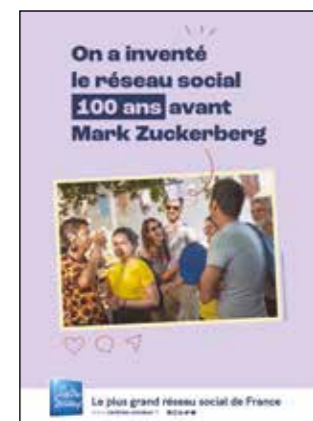 On a inventé
le réseau social
100 ans avant
Mark Zuckerberg
Le plus grand réseau social de France